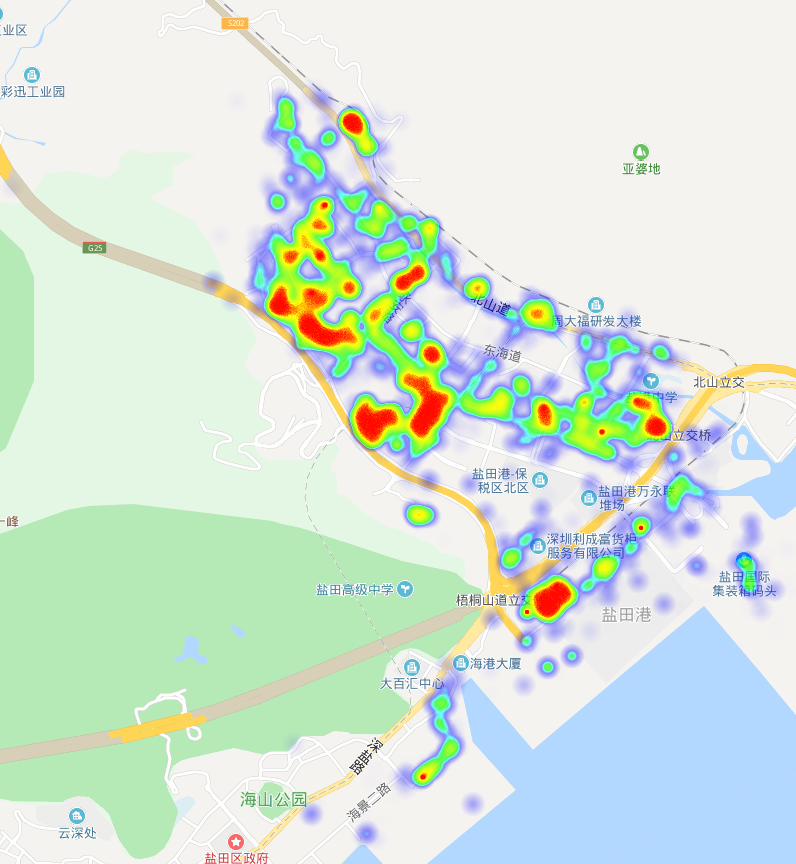 S202
业区
彩迅工业园
亚婆地
G25
北山道
周大福研发大楼
东海道
北山立交
中学
山立交桥
盐田港-保
税区北区
盐田港万永联
堆场
一峰
深圳利成富货柜
服务有限公司
盐田国际
集装箱码头
盐田高级中学
梧桐山道立交
盐田港
海港大厦
大百汇中心
深盐路
海山公园
海景二路
云深处
盐田区政府